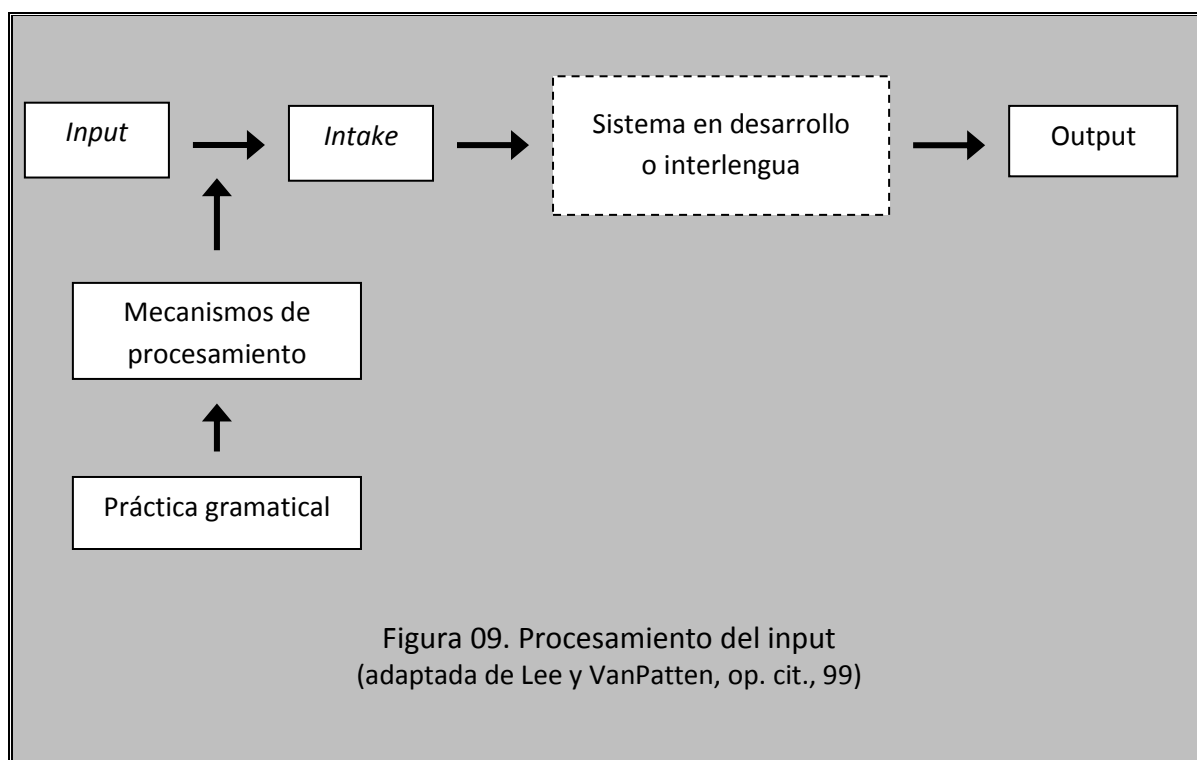 Input
Intake
Sistema en desarrollo
o interlengua
Output
Mecanismos de
procesamiento
Práctica gramatical
Figura 09. Procesamiento del input
(adaptada de Lee y VanPatten, op. cit., 99)